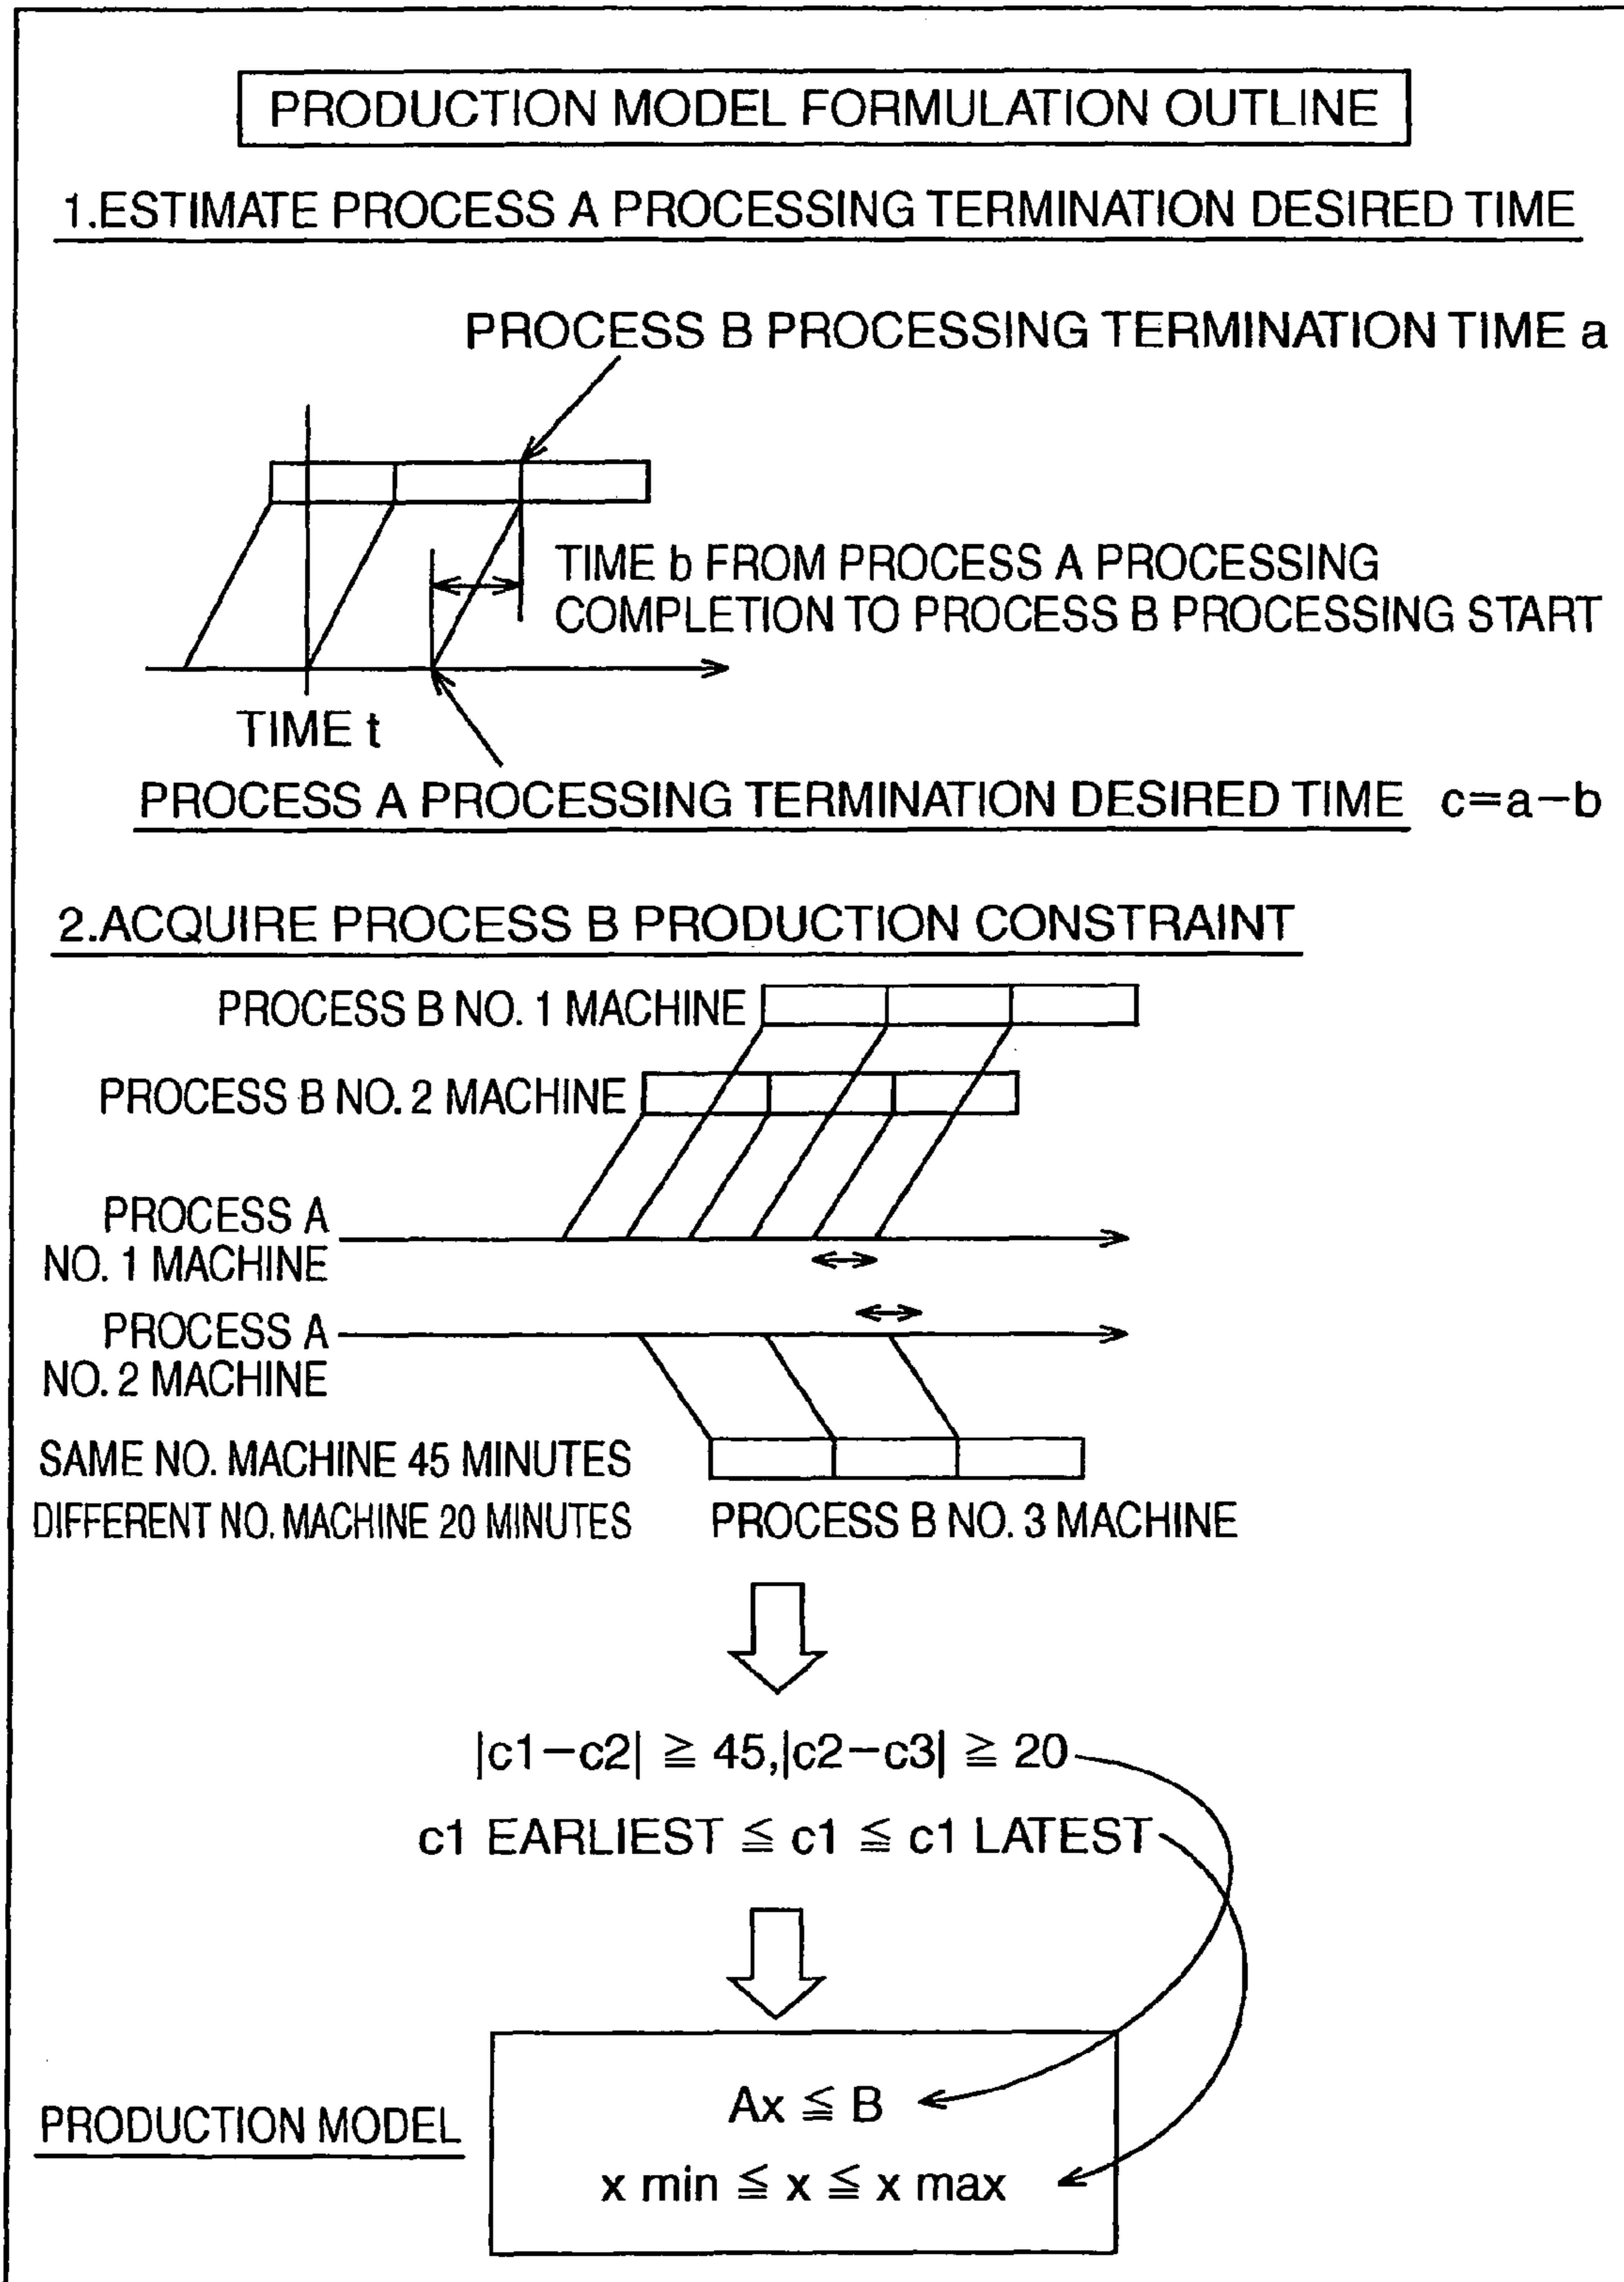 PRODUCTION MODEL FORMULATION OUTLINE
1.ESTIMATE PROCESS A PROCESSING TERMINATION DESIRED TIME
PROCESS B PROCESSING TERMINATION TIME a
TIME b FROM PROCESS A PROCESSING
COMPLETION TO PROCESS B PROCESSING START
TIME t
PROCESS A PROCESSING TERMINATION DESIRED TIME c=a−b
2.ACQUIRE PROCESS B PRODUCTION CONSTRAINT
PROCESS B NO. 1 MACHINE
PROCESS B NO. 2 MACHINE
PROCESS A
NO. 1 MACHINE
PROCESS A
NO. 2 MACHINE
SAME NO. MACHINE 45 MINUTES
DIFFERENT NO. MACHINE 20 MINUTES
PROCESS B NO. 3 MACHINE
|c1−c2| ≧ 45,|c2−c3| ≧ 20
c1 EARLIEST ≦ c1 ≦ c1 LATEST
PRODUCTION MODEL
Ax ≦ B
x min ≦ x ≦ x max